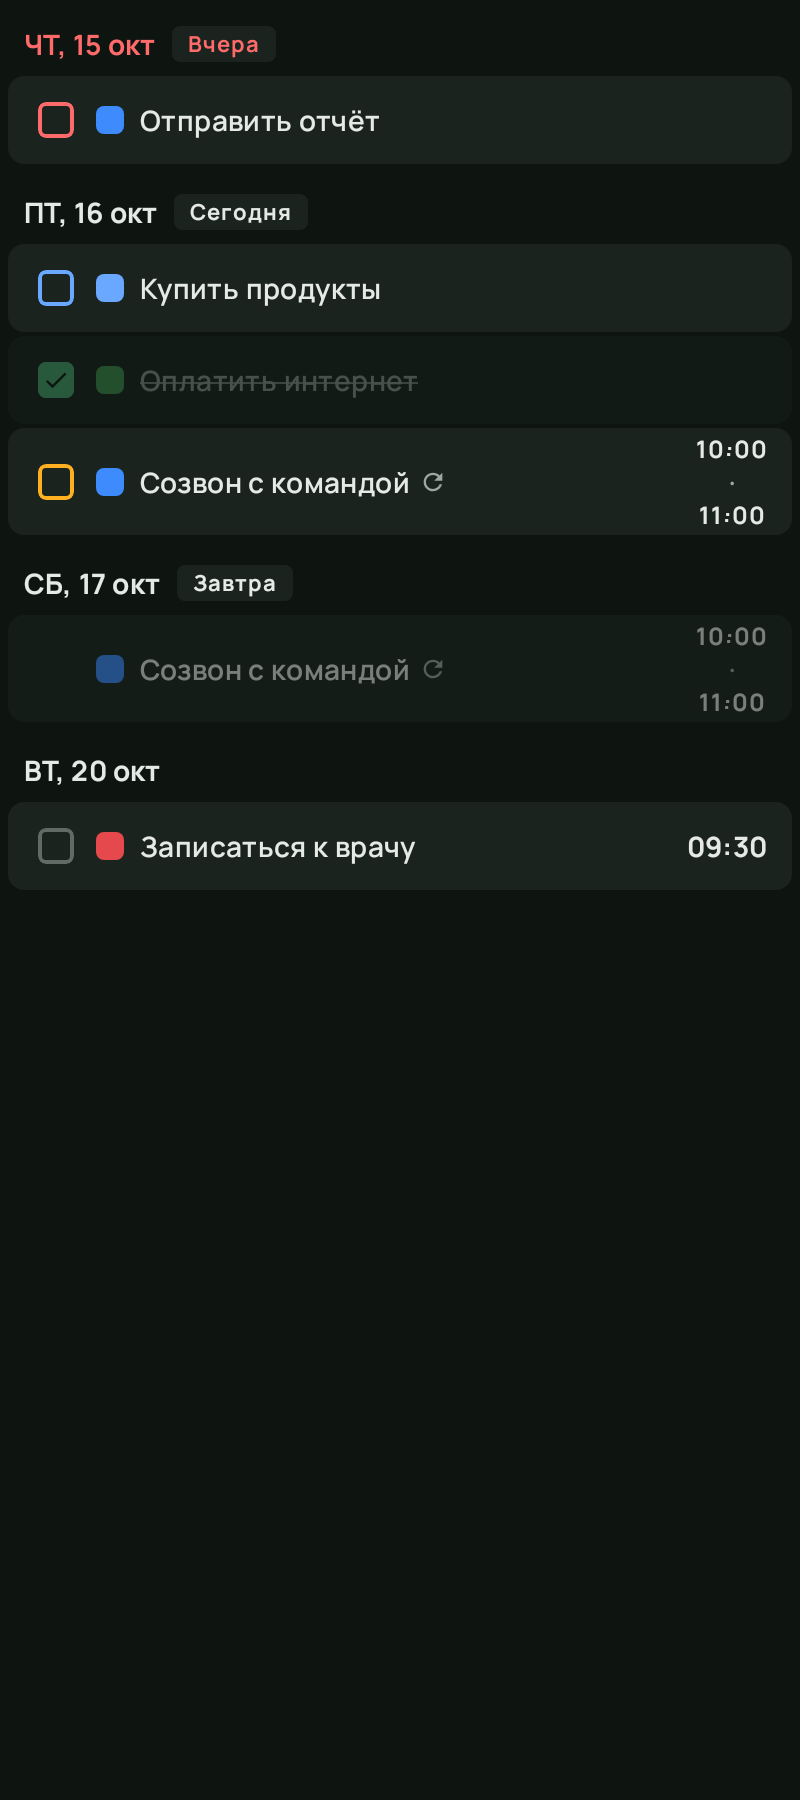 ЧТ, 15 окт Вчера
Отправить отчёт
ПТ, 16 окт Сегодня
Купить продукты
Оплатить интернет
Созвон с командой 10:00
·
11:00
СБ, 17 окт Завтра
Созвон с командой 10:00
·
11:00
ВТ, 20 окт
Записаться к врачу 09:30